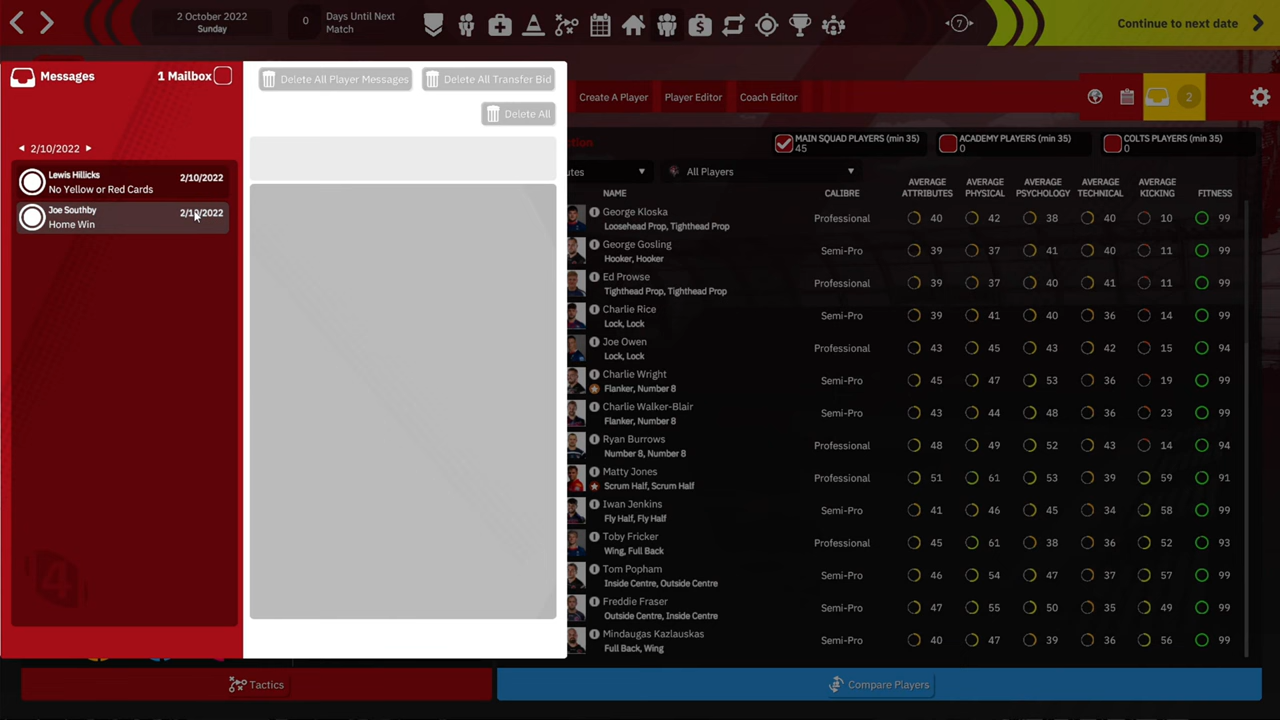 2 October 2022
Sunday
0
Days Until Next
Match
7
Continue to next date
Messages
1 Mailbox
Delete All Player Messages
Delete All Transfer Bid
Delete All
2/10/2022
Lewis Hillicks
2/10/2022
No Yellow or Red Cards
Joe Southby
Home Win
Create A Player
Player Editor
Coach Editor
2
MAIN SQUAD PLAYERS (min 35)
45
ACADEMY PLAYERS (min 35)
0
COLTS PLAYERS (min 35)
0
All Players
NAME
CALIBRE
AVERAGE
ATTRIBUTES
AVERAGE
PHYSICAL
AVERAGE
PSYCHOLOGY
AVERAGE
TECHNICAL
AVERAGE
KICKING
FITNESS
George Kloska
Loosehead Prop, Tighthead Prop
Professional 40 42 38 40 10 99
George Gosling
Hooker, Hooker
Semi-Pro 39 37 41 40 11 99
Ed Prowse
Tighthead Prop, Tighthead Prop
Professional 39 37 40 41 11 99
Charlie Rice
Lock, Lock
Semi-Pro 39 41 40 36 14 99
Joe Owen
Lock, Lock
Professional 43 45 43 42 15 94
Charlie Wright
Flanker, Number 8
Semi-Pro 45 47 53 36 19 99
Charlie Walker-Blair
Flanker, Number 8
Semi-Pro 43 44 48 36 23 99
Ryan Burrows
Number 8, Number 8
Professional 48 49 52 43 14 94
Matty Jones
Scrum Half, Scrum Half
Professional 51 61 53 39 59 91
Iwan Jenkins
Fly Half, Fly Half
Semi-Pro 41 46 45 34 58 99
Toby Fricker
Wing, Full Back
Professional 45 61 38 36 52 93
Tom Popham
Inside Centre, Outside Centre
Semi-Pro 46 54 47 37 57 99
Freddie Fraser
Outside Centre, Inside Centre
Semi-Pro 47 55 50 35 49 99
Mindaugas Kazlauskas
Full Back, Wing
Semi-Pro 40 47 39 36 56 99
Tactics
Compare Players